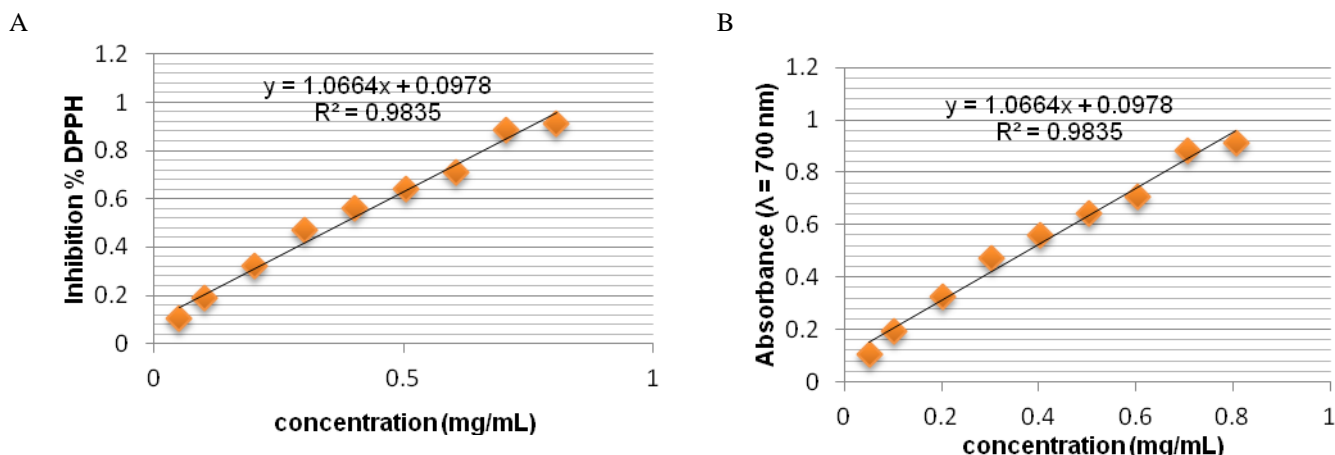 A
1.2
1
0.8
0.6
0.4
0.2
0
y = 1.0664x + 0.0978
R² = 0.9835
Inhibition % DPPH
0 0.5 1
concentration (mg/mL)
B
1.2
1
0.8
0.6
0.4
0.2
0
y = 1.0664x + 0.0978
R² = 0.9835
Absorbance (λ = 700 nm)
0 0.2 0.4 0.6 0.8 1
concentration (mg/mL)